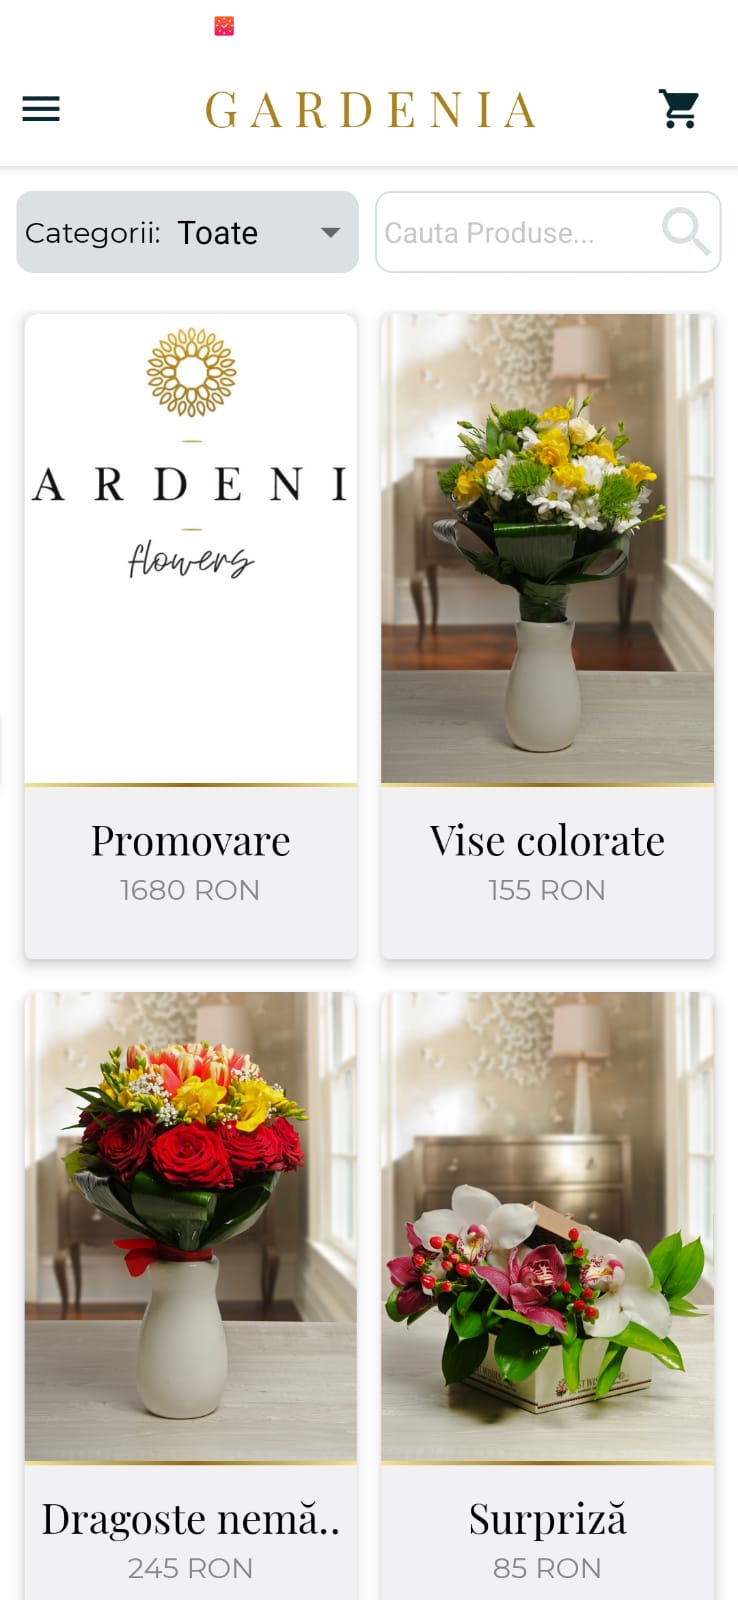 GARDENIA
Categorii: Toate
Cauta Produse...
ARDENI
flowers
Promovare
1680 RON
Vise colorate
155 RON
Dragoste nemă..
245 RON
Surpriză
85 RON